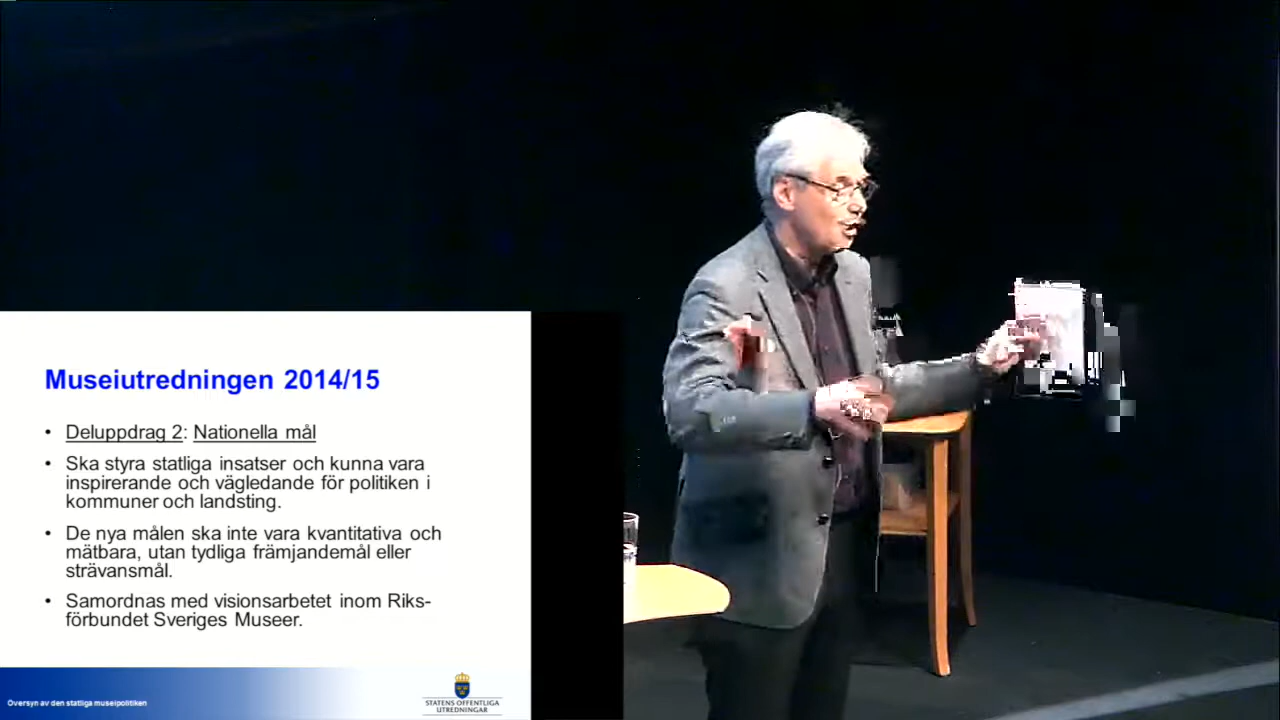 Museiutredningen 2014/15
• Deluppdrag 2: Nationella mål
• Ska styra statliga insatser och kunna vara
inspirerande och vägledande för politiken i
kommuner och landsting.
• De nya målen ska inte vara kvantitativa och
mätbara, utan tydliga främjandemål eller
strävansmål.
• Samordnas med visionsarbetet inom Riks-
förbundet Sveriges Museer.
Översyn av den statliga museipolitiken
STATENS OFFENTLIGA
UTREDNINGAR